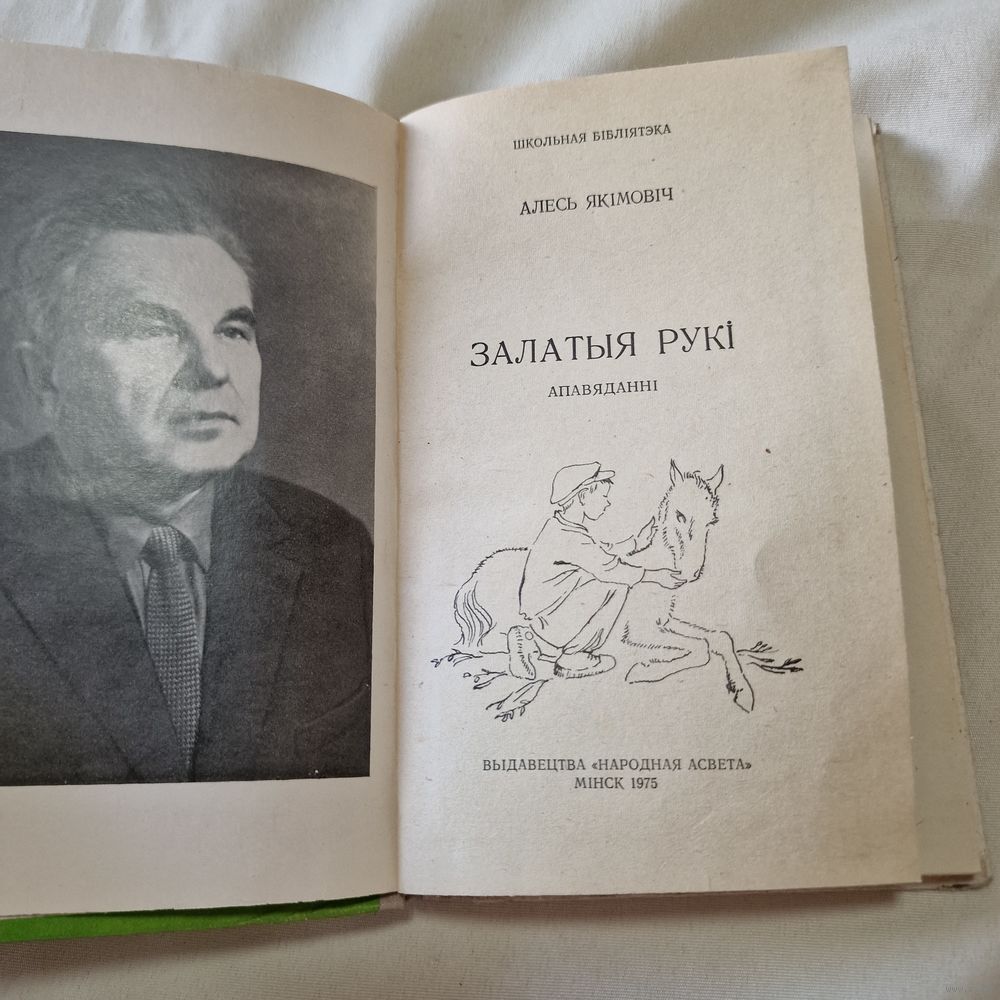 ШКОЛЬНАЯ БІБЛІЯТЭКА
АЛЕСЬ ЯКІМОВІЧ
ЗАЛАТЫЯ РУКІ
АПАВЯДАННІ
ВЫДАВЕЦТВА «НАРОДНАЯ АСВЕТА»
МІНСК 1975